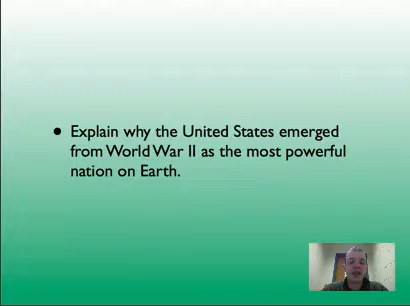 • Explain why the United States emerged
from World War II as the most powerful
nation on Earth.